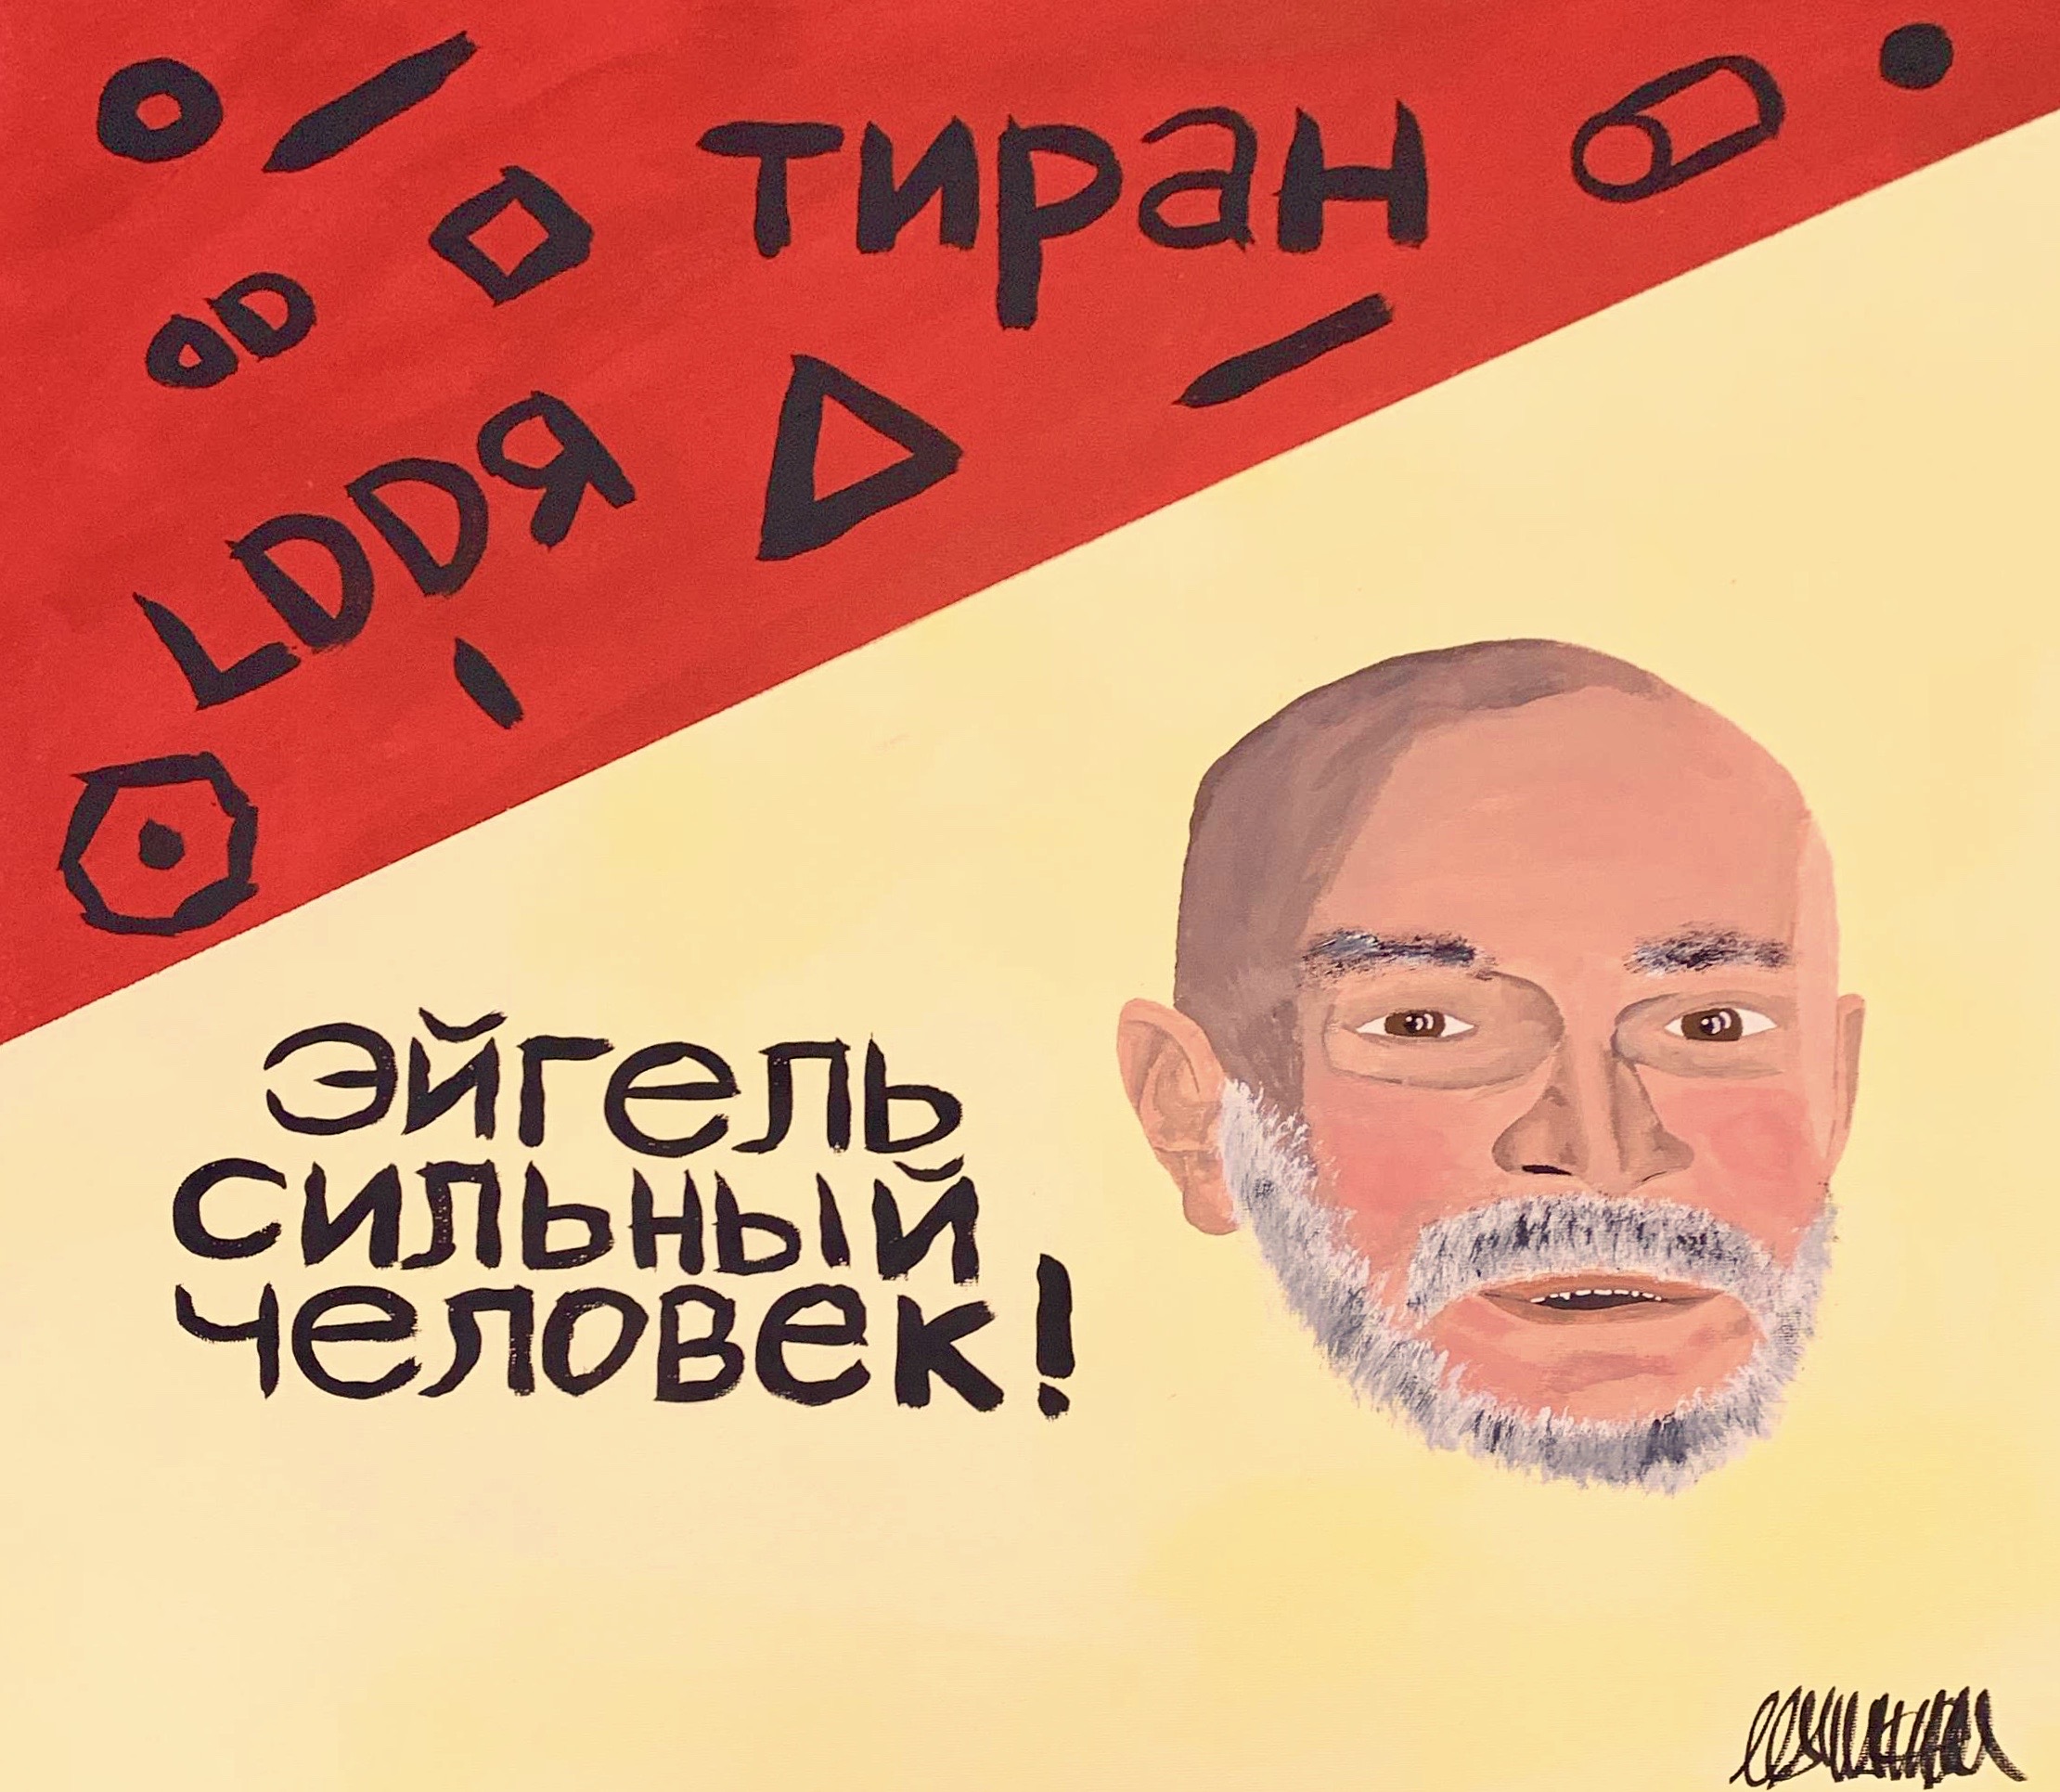 тиран
LDDЯ
эйгель
сильный
человек!